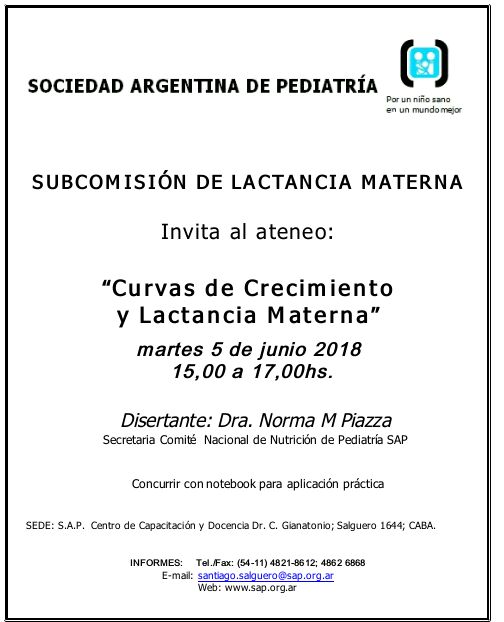 SOCIEDAD ARGENTINA DE PEDIATRÍA
Por un niño sano
en un mundo mejor
SUBCOMISIÓN DE LACTANCIA MATERNA
Invita al ateneo:
“Curvas de Crecimiento
y Lactancia Materna”
martes 5 de junio 2018
15,00 a 17,00hs.
Disertante: Dra. Norma M Piazza
Secretaria Comité Nacional de Nutrición de Pediatría SAP
Concurrir con notebook para aplicación práctica
SEDE: S.A.P. Centro de Capacitación y Docencia Dr. C. Gianatonio; Salguero 1644; CABA.
INFORMES: Tel./Fax: (54-11) 4821-8612; 4862 6868
E-mail: santiago.salguero@sap.org.ar
Web: www.sap.org.ar